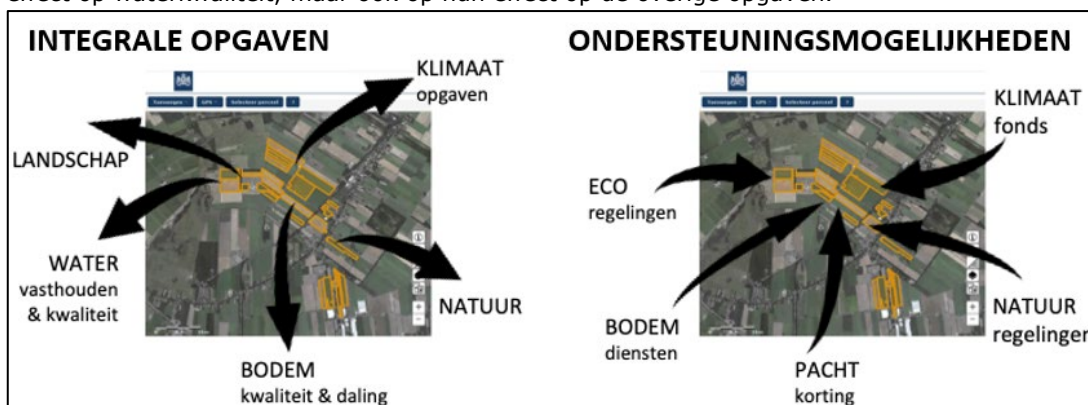 effect op waterkwaliteit, maar ook op hun effect op de overige opgaven.
INTEGRALE OPGAVEN
KLIMAAT
opgaven
LANDSCHAP
WATER
vasthouden
& kwaliteit
NATUUR
BODEM
kwaliteit & daling
ONDERSTEUNINGSMOGELIJKHEDEN
KLIMAAT
fonds
ECO
regelingen
BODEM
diensten
PACHT
korting
NATUUR
regelingen